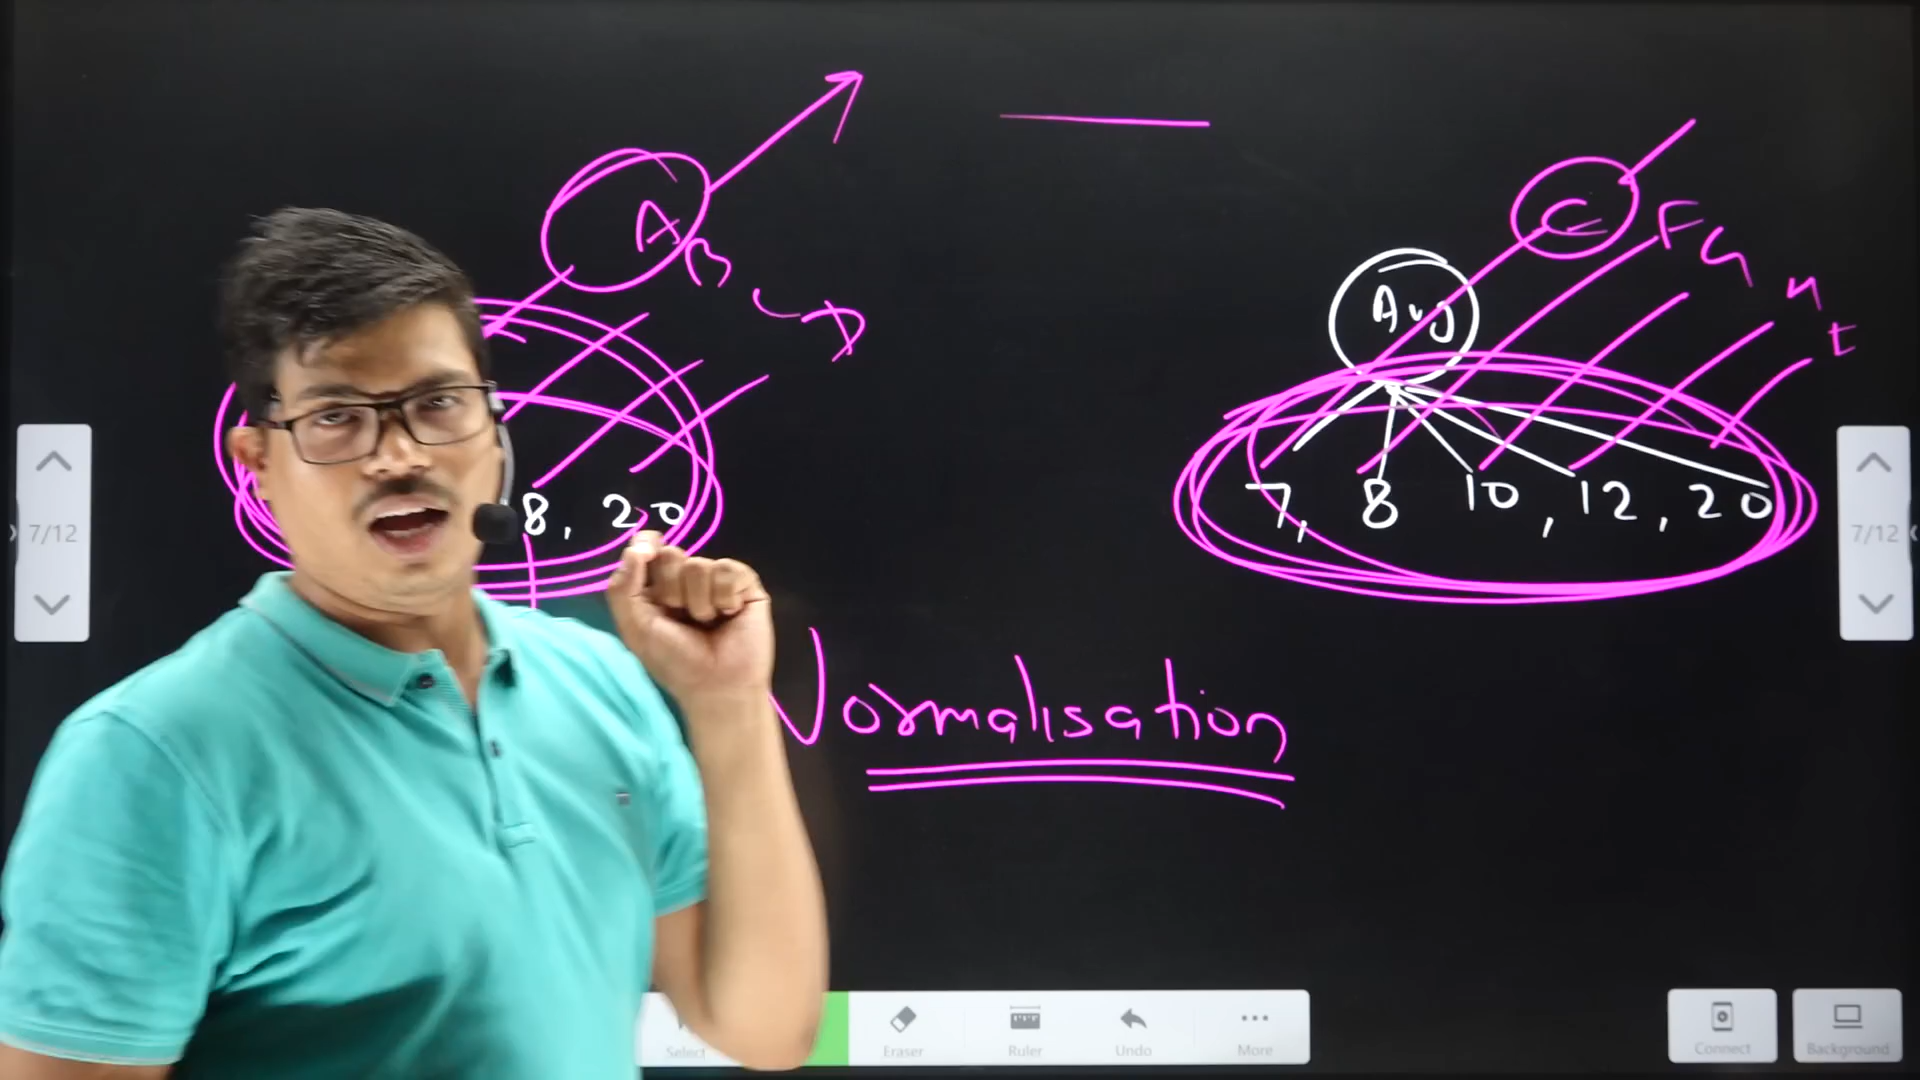 A
B
D
C
F
G
H
Avg
8, 20
7, 8 10, 12, 20
7/12
7/12
Normalisation
Select
Eraser
Ruler
Undo
More
Connect
Background